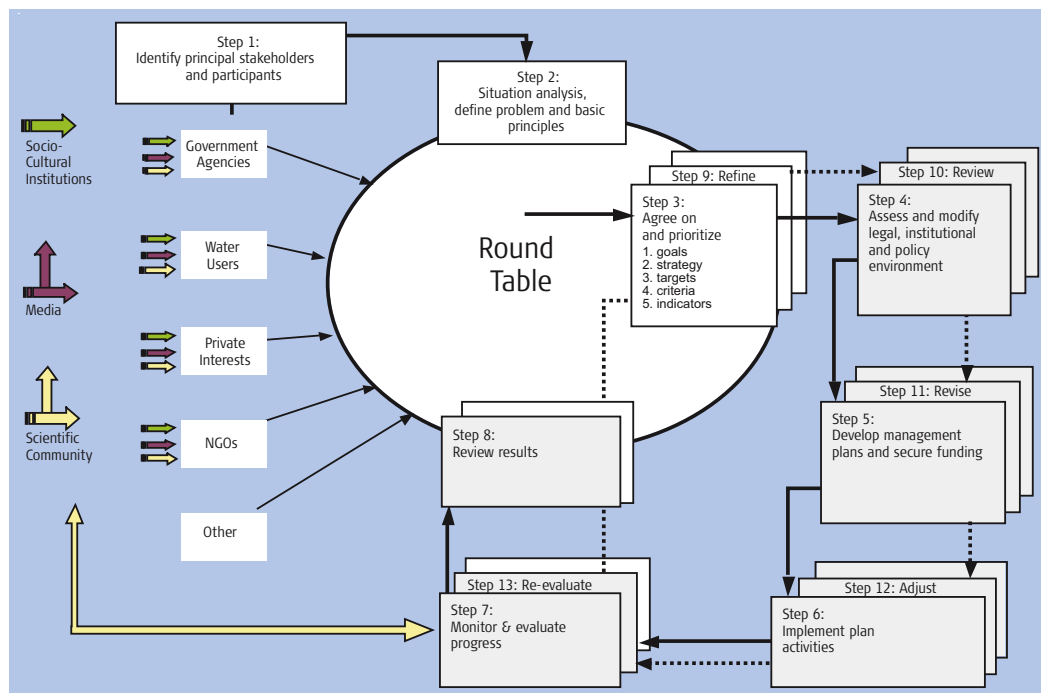 Step 1:
Identify principal stakeholders
and participants
Step 2:
Situation analysis,
define problem and basic
principles
Socio-
Cultural
Institutions
Media
Scientific
Community
Government
Agencies
Water
Users
Private
Interests
NGOs
Other
Round
Table
Step 9: Refine
Step 3:
Agree on
and prioritize
1. goals
2. strategy
3. targets
4. criteria
5. indicators
Step 10: Review
Step 4:
Assess and modify
legal, institutional
and policy
environment
Step 11: Revise
Step 5:
Develop management
plans and secure funding
Step 12: Adjust
Step 6:
Implement plan
activities
Step 13: Re-evaluate
Step 7:
Monitor & evaluate
progress
Step 8:
Review results